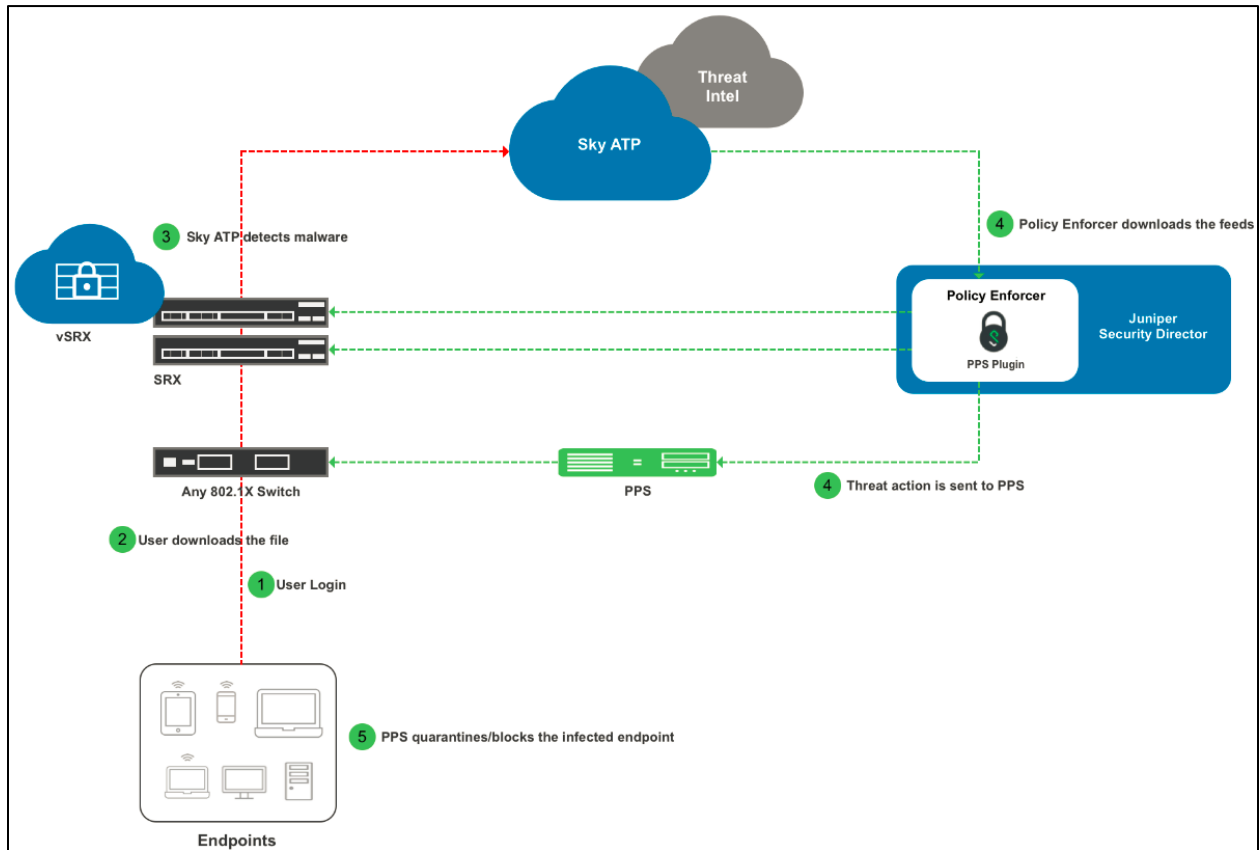 Threat
Intel
Sky ATP
3 Sky ATP detects malware
4 Policy Enforcer downloads the feeds
vSRX
Policy Enforcer
PPS Plugin
Juniper
Security Director
SRX
Any 802.1X Switch
PPS
4 Threat action is sent to PPS
2 User downloads the file
1 User Login
5 PPS quarantines/blocks the infected endpoint
Endpoints